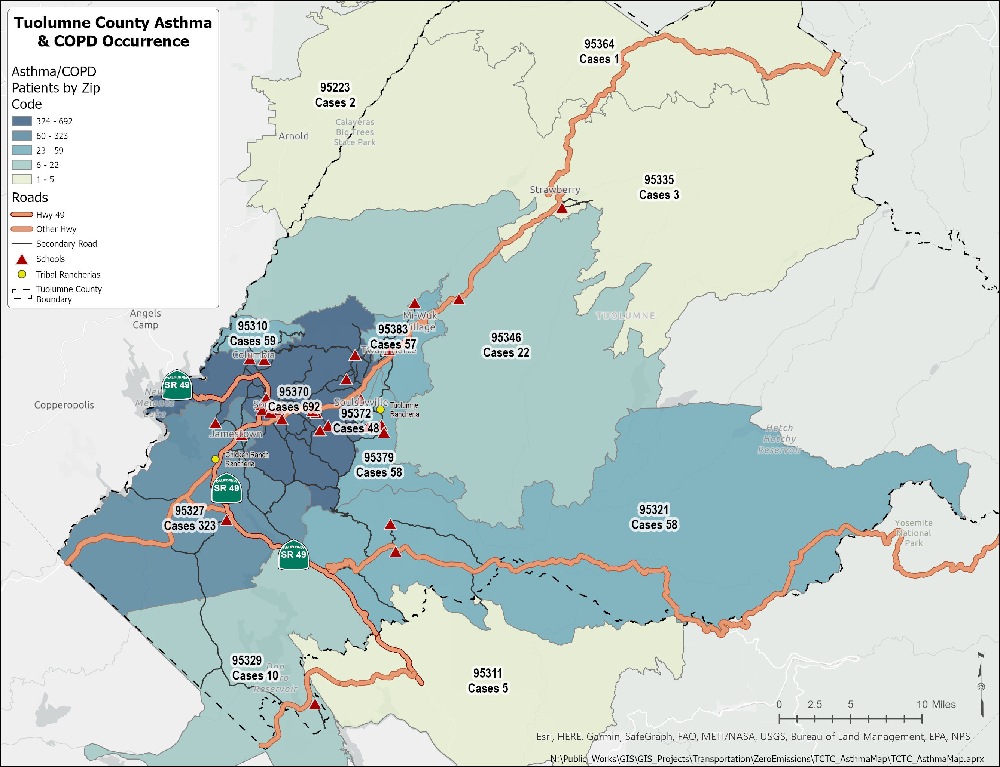 Tuolumne County Asthma
& COPD Occurrence
Asthma/COPD
Patients by Zip
Code
324 - 692
60 - 323
23 - 59
6 - 22
1 - 5
Roads
Hwy 49
Other Hwy
Secondary Road
Schools
Tribal Rancherias
Tuolumne County
Boundary
95364
Cases 1
95223
Cases 2
Calaveras
Big Trees
State Park
Arnold
95335
Cases 3
Strawberry
Angels
Camp
Mi-Wuk
Village
TUOLUMNE
95310
Cases 59
95383
Cases 57
95346
Cases 22
Columbia
Twain Harte
CALIFORNIA
SR 49
New
Melones
Lake
Copperopolis
95370
Cases 692
Soulsbyville
Tuolumne
Rancheria
95372
Cases 48
Jamestown
Hetch
Hetchy
Reservoir
Chicken Ranch
Rancheria
95379
Cases 58
CALIFORNIA
SR 49
95327
Cases 323
95321
Cases 58
Yosemite
National
Park
CALIFORNIA
SR 49
95329
Cases 10
Don
Reservoir
95311
Cases 5
N
0 2.5 5 10 Miles
Esri, HERE, Garmin, SafeGraph, FAO, METI/NASA, USGS, Bureau of Land Management, EPA, NPS
N:\Public_Works\GIS\GIS_Projects\Transportation\ZeroEmissions\TCTC_AsthmaMap\TCTC_AsthmaMap.aprx